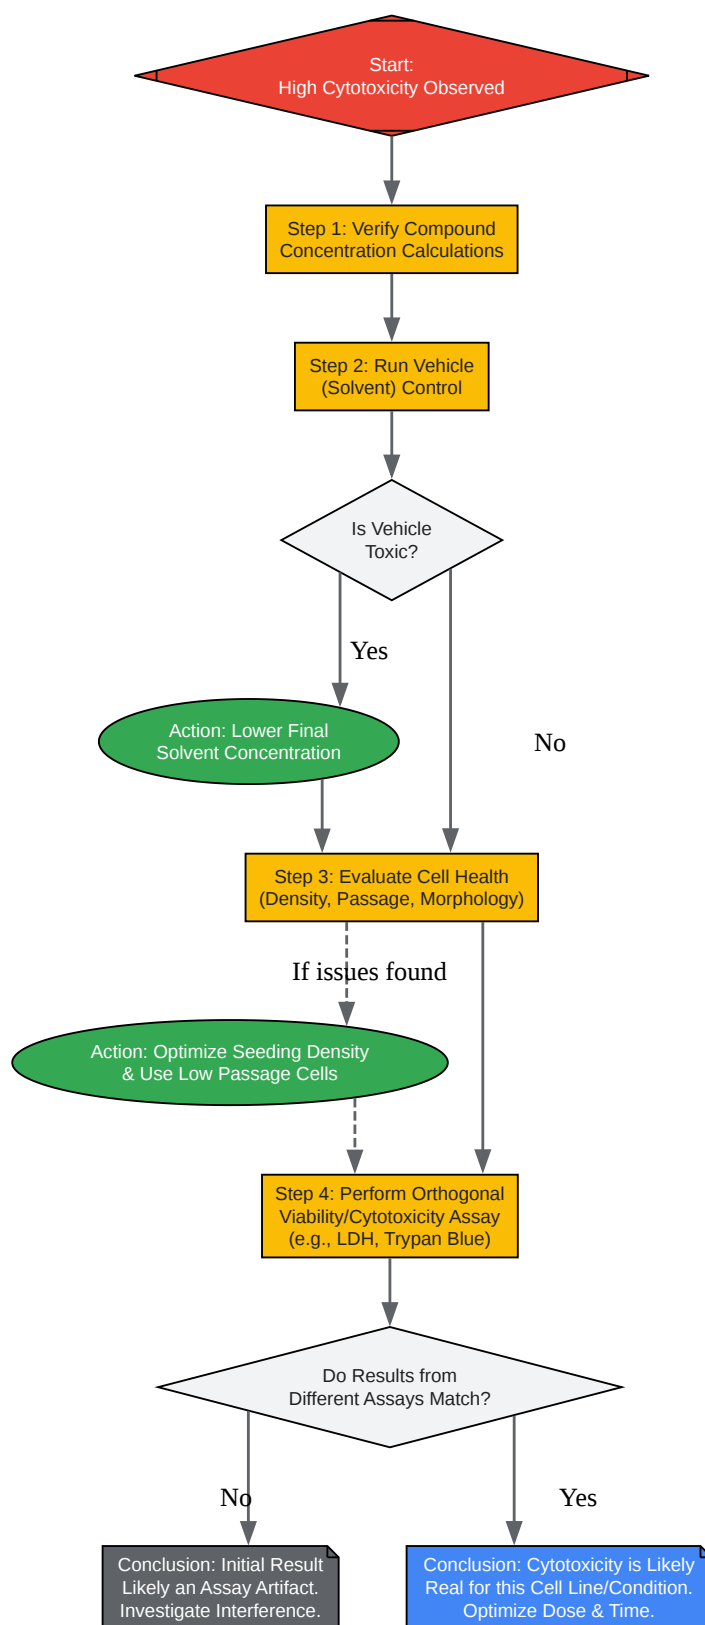 Start:
High Cytotoxicity Observed
Step 1: Verify Compound
Concentration Calculations
Step 2: Run Vehicle
(Solvent) Control
Is Vehicle
Toxic?
Yes
Action: Lower Final
Solvent Concentration
No
Step 3: Evaluate Cell Health
(Density, Passage, Morphology)
If issues found
Action: Optimize Seeding Density
& Use Low Passage Cells
Step 4: Perform Orthogonal
Viability/Cytotoxicity Assay
(e.g., LDH, Trypan Blue)
Do Results from
Different Assays Match?
No
Yes
Conclusion: Initial Result
Likely an Assay Artifact.
Investigate Interference.
Conclusion: Cytotoxicity is Likely
Real for this Cell Line/Condition.
Optimize Dose & Time.